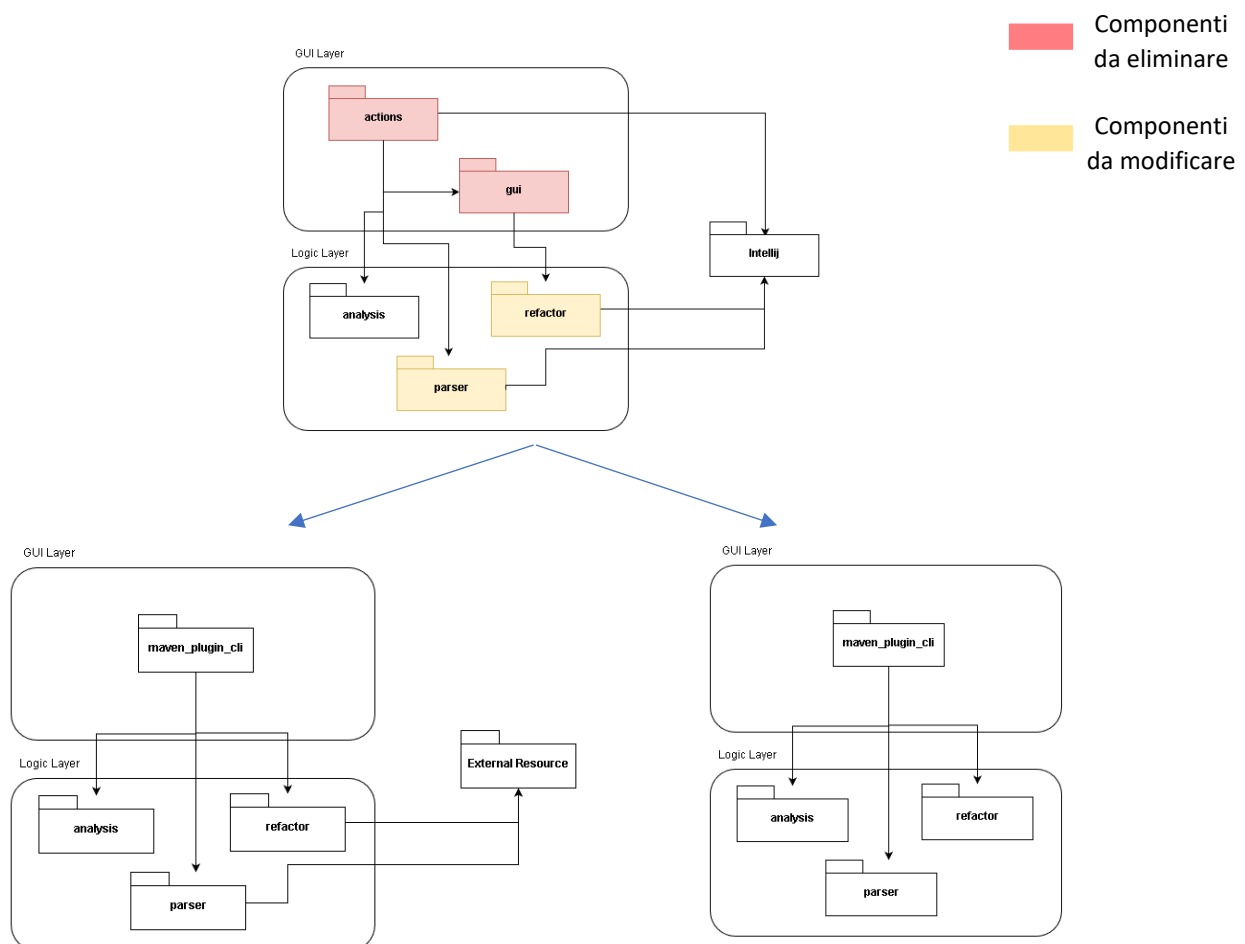 Componenti
da eliminare
GUI Layer
actions
Componenti
da modificare
gui
Logic Layer
Intellij
analysis
refactor
parser
GUI Layer
GUI Layer
maven_plugin_cli
maven_plugin_cli
Logic Layer
External Resource
Logic Layer
analysis
refactor
analysis
refactor
parser
parser